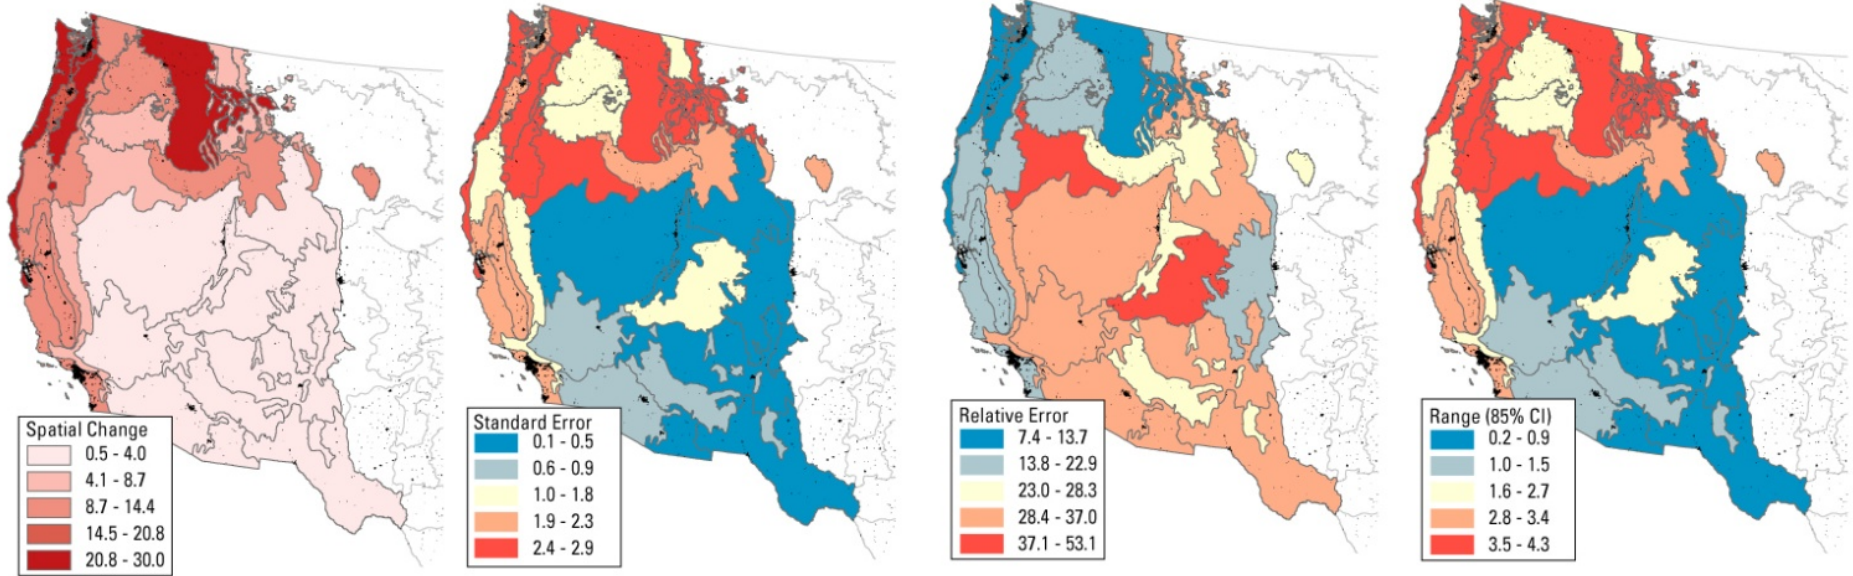 Spatial Change
0.5 - 4.0
4.1 - 8.7
8.7 - 14.4
14.5 - 20.8
20.8 - 30.0
Standard Error
0.1 - 0.5
0.6 - 0.9
1.0 - 1.8
1.9 - 2.3
2.4 - 2.9
Relative Error
7.4 - 13.7
13.8 - 22.9
23.0 - 28.3
28.4 - 37.0
37.1 - 53.1
Range (85% CI)
0.2 - 0.9
1.0 - 1.5
1.6 - 2.7
2.8 - 3.4
3.5 - 4.3